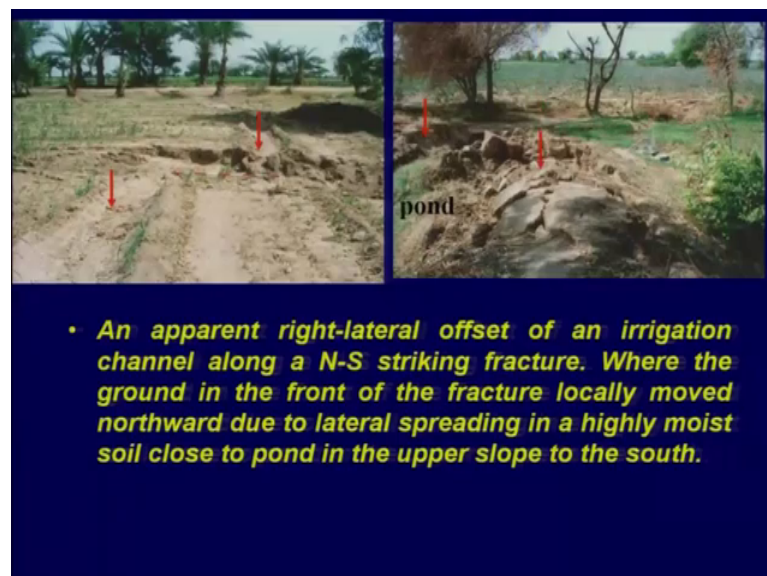 pond
• An apparent right-lateral offset of an irrigation
channel along a N-S striking fracture. Where the
ground in the front of the fracture locally moved
northward due to lateral spreading in a highly moist
soil close to pond in the upper slope to the south.